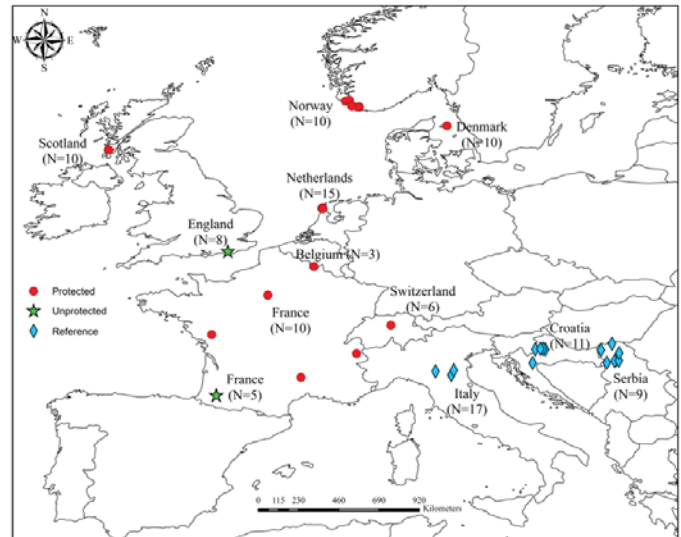 N
W E
S
Norway
(N=10)
Denmark
(N=10)
Scotland
(N=10)
Netherlands
(N=15)
England
(N=8)
Belgium (N=3)
Protected
Unprotected
Reference
Switzerland
(N=6)
France
(N=10)
Croatia
(N=11)
France
(N=5)
Serbia
(N=9)
Italy
(N=17)
0 115 230 460 690 920
Kilometers